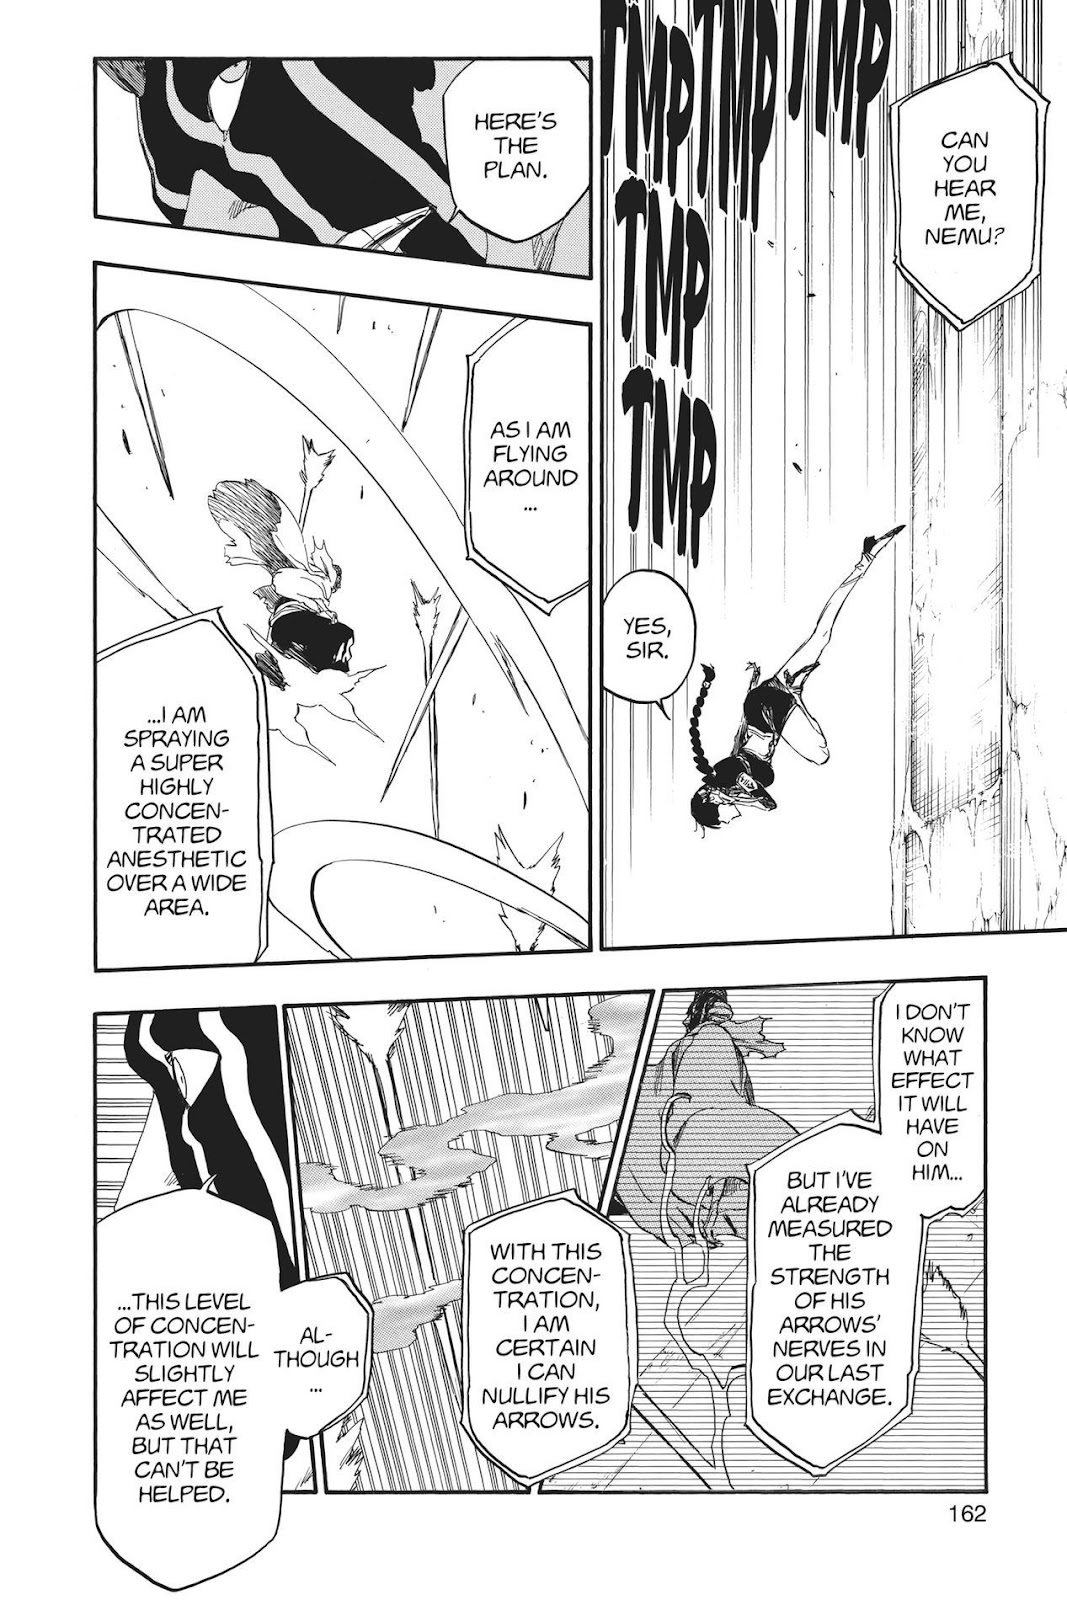 TMP TMP TMP
TMP
TMP
CAN
YOU
HEAR
ME,
NEMU?
YES,
SIR.
HERE'S
THE
PLAN.
AS I AM
FLYING
AROUND
...
...I AM
SPRAYING
A SUPER
HIGHLY
CONCEN-
TRATED
ANESTHETIC
OVER A WIDE
AREA.
I DON'T
KNOW
WHAT
EFFECT
IT WILL
HAVE
ON
HIM...
BUT I'VE
ALREADY
MEASURED
THE
STRENGTH
OF HIS
ARROWS'
NERVES IN
OUR LAST
EXCHANGE.
WITH THIS
CONCEN-
TRATION,
I AM
CERTAIN
I CAN
NULLIFY HIS
ARROWS.
AL-
THOUGH
...
...THIS LEVEL
OF CONCEN-
TRATION WILL
SLIGHTLY
AFFECT ME
AS WELL,
BUT THAT
CAN'T BE
HELPED.
162